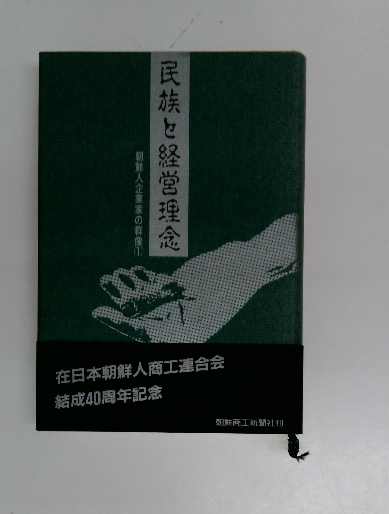 民族と経営理念
朝鮮人企業家の群像1
在日本朝鮮人商工連合会
結成40周年記念
朝鮮商工新聞社刊